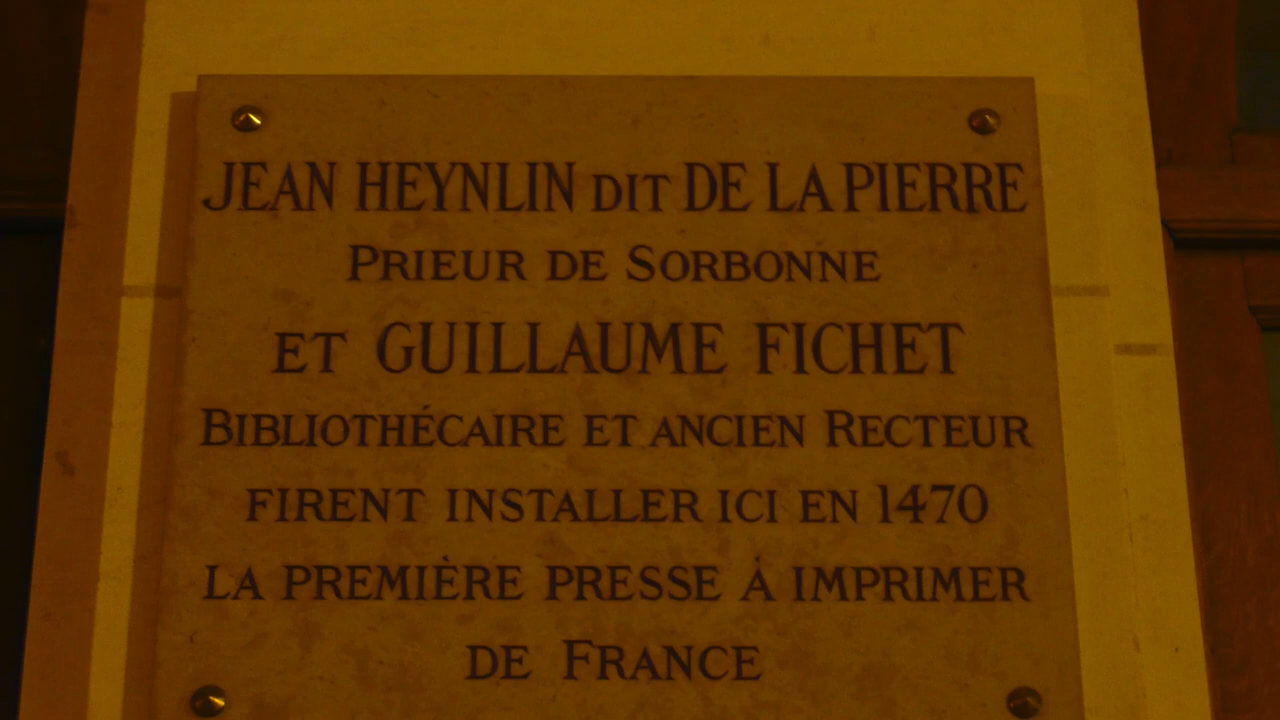 JEAN HEYNLIN DIT DE LA PIERRE
PRIEUR DE SORBONNE
ET GUILLAUME FICHET
BIBLIOTHÉCAIRE ET ANCIEN RECTEUR
FIRENT INSTALLER ICI EN 1470
LA PREMIÈRE PRESSE À IMPRIMER
DE FRANCE